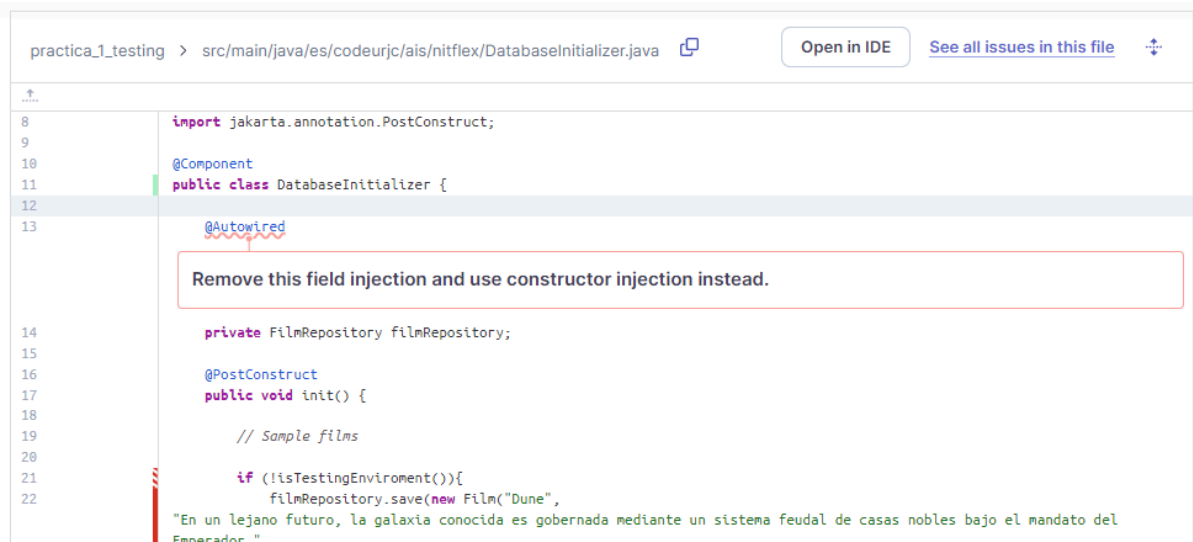 practica_1_testing > src/main/java/es/codeurjc/ais/nitflex/DatabaseInitializer.java Open in IDE See all issues in this file
8 import jakarta.annotation.PostConstruct;
9
10 @Component
11 public class DatabaseInitializer {
12
13 @Autowired
Remove this field injection and use constructor injection instead.
14 private FilmRepository filmRepository;
15
16 @PostConstruct
17 public void init() {
18
19 // Sample films
20
21 if (!isTestingEnviroment()){
22 filmRepository.save(new Film("Dune",
"En un lejano futuro, la galaxia conocida es gobernada mediante un sistema feudal de casas nobles bajo el mandato del
Emperador."